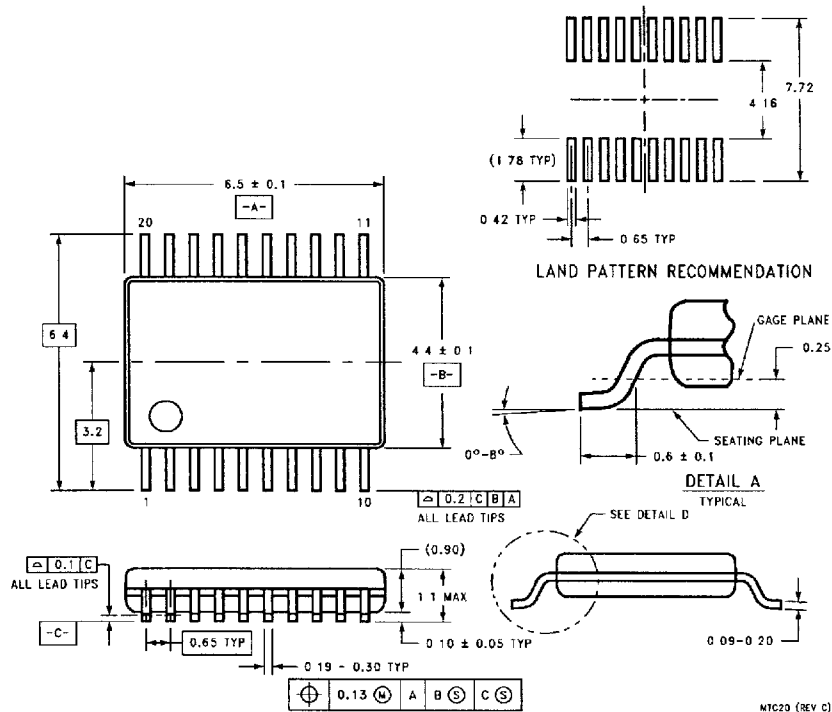 7.72
4.16
(1.78 TYP)
0.42 TYP
0.65 TYP
LAND PATTERN RECOMMENDATION
6.5 ± 0.1
-A-
20
11
6.4
3.2
4.4 ± 0.1
-B-
1
10
⌓ 0.2 C B A
ALL LEAD TIPS
GAGE PLANE
0.25
SEATING PLANE
0°-8°
0.6 ± 0.1
DETAIL A
TYPICAL
SEE DETAIL D
⌓ 0.1 C
ALL LEAD TIPS
(0.90)
1.1 MAX
-C-
0.65 TYP
0.10 ± 0.05 TYP
0.19 - 0.30 TYP
0.09-0.20
⌖ 0.13 Ⓜ A B Ⓢ C Ⓢ
MTC20 (REV C)